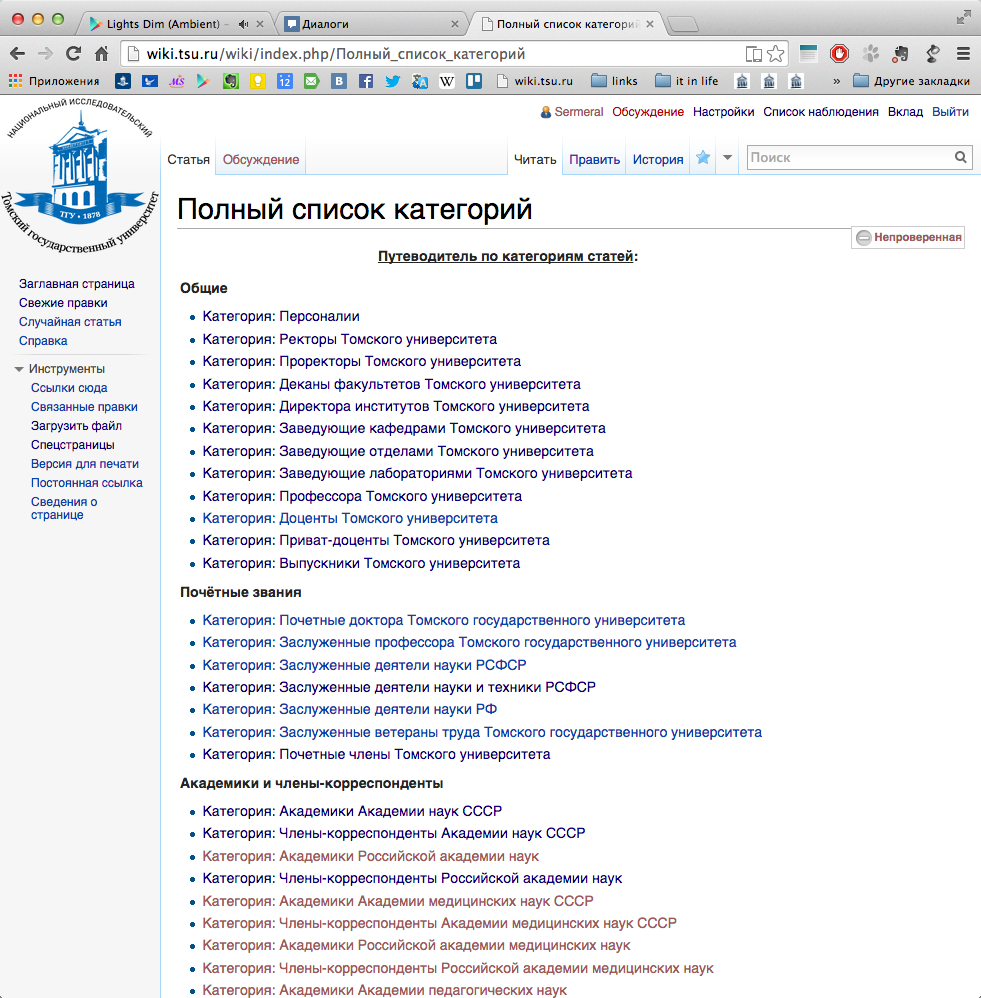 Lights Dim (Ambient) -
Диалоги
Полный список категори
wiki.tsu.ru/wiki/index.php/Полный_список_категорий
Приложения
12
wiki.tsu.ru
links
it in life
»
Другие закладки
НАЦИОНАЛЬНЫЙ ИССЛЕДОВАТЕЛЬСКИЙ
ТГУ • 1878
Томский государственный университет
Sermeral Обсуждение Настройки Список наблюдения Вклад Выйти
Статья Обсуждение Читать Править История Поиск
Полный список категорий
Непроверенная
Путеводитель по категориям статей:
Заглавная страница
Свежие правки
Случайная статья
Справка
Инструменты
Ссылки сюда
Связанные правки
Загрузить файл
Спецстраницы
Версия для печати
Постоянная ссылка
Сведения о
странице
Общие
Категория: Персоналии
Категория: Ректоры Томского университета
Категория: Проректоры Томского университета
Категория: Деканы факультетов Томского университета
Категория: Директора институтов Томского университета
Категория: Заведующие кафедрами Томского университета
Категория: Заведующие отделами Томского университета
Категория: Заведующие лабораториями Томского университета
Категория: Профессора Томского университета
Категория: Доценты Томского университета
Категория: Приват-доценты Томского университета
Категория: Выпускники Томского университета
Почётные звания
Категория: Почетные доктора Томского государственного университета
Категория: Заслуженные профессора Томского государственного университета
Категория: Заслуженные деятели науки РСФСР
Категория: Заслуженные деятели науки и техники РСФСР
Категория: Заслуженные деятели науки РФ
Категория: Заслуженные ветераны труда Томского государственного университета
Категория: Почетные члены Томского университета
Академики и члены-корреспонденты
Категория: Академики Академии наук СССР
Категория: Члены-корреспонденты Академии наук СССР
Категория: Академики Российской академии наук
Категория: Члены-корреспонденты Российской академии наук
Категория: Академики Академии медицинских наук СССР
Категория: Члены-корреспонденты Академии медицинских наук СССР
Категория: Академики Российской академии медицинских наук
Категория: Члены-корреспонденты Российской академии медицинских наук
Категория: Академики Академии педагогических наук